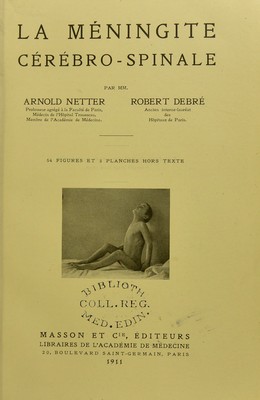 LA MÉNINGITE
CÉRÉBRO-SPINALE
PAR MM.
ARNOLD NETTER
Professeur agrégé à la Faculté de Paris,
Médecin de l'Hôpital Trousseau,
Membre de l'Académie de Médecine.
ROBERT DEBRÉ
Ancien interne-lauréat
des
Hôpitaux de Paris.
54 FIGURES ET 2 PLANCHES HORS TEXTE
BIBLIOTH
COLL. REG.
MED. EDIN.
MASSON ET Cie, ÉDITEURS
LIBRAIRES DE L'ACADÉMIE DE MÉDECINE
BOULEVARD SAINT-GERMAIN, PARIS
1911